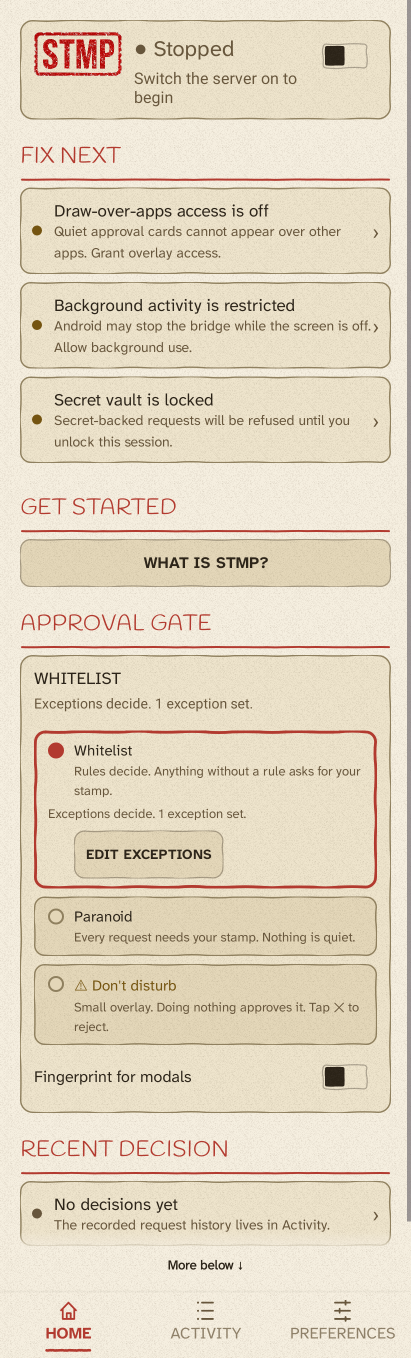 STMP
● Stopped
Switch the server on to
begin
FIX NEXT
Draw-over-apps access is off
Quiet approval cards cannot appear over other
apps. Grant overlay access.
›
Background activity is restricted
Android may stop the bridge while the screen is off.
Allow background use.
›
Secret vault is locked
Secret-backed requests will be refused until you
unlock this session.
›
GET STARTED
WHAT IS STMP?
APPROVAL GATE
WHITELIST
Exceptions decide. 1 exception set.
Whitelist
Rules decide. Anything without a rule asks for your
stamp.
Exceptions decide. 1 exception set.
EDIT EXCEPTIONS
Paranoid
Every request needs your stamp. Nothing is quiet.
⚠ Don't disturb
Small overlay. Doing nothing approves it. Tap ✕ to
reject.
Fingerprint for modals
RECENT DECISION
No decisions yet
The recorded request history lives in Activity.
›
More below ↓
HOME
ACTIVITY
PREFERENCES